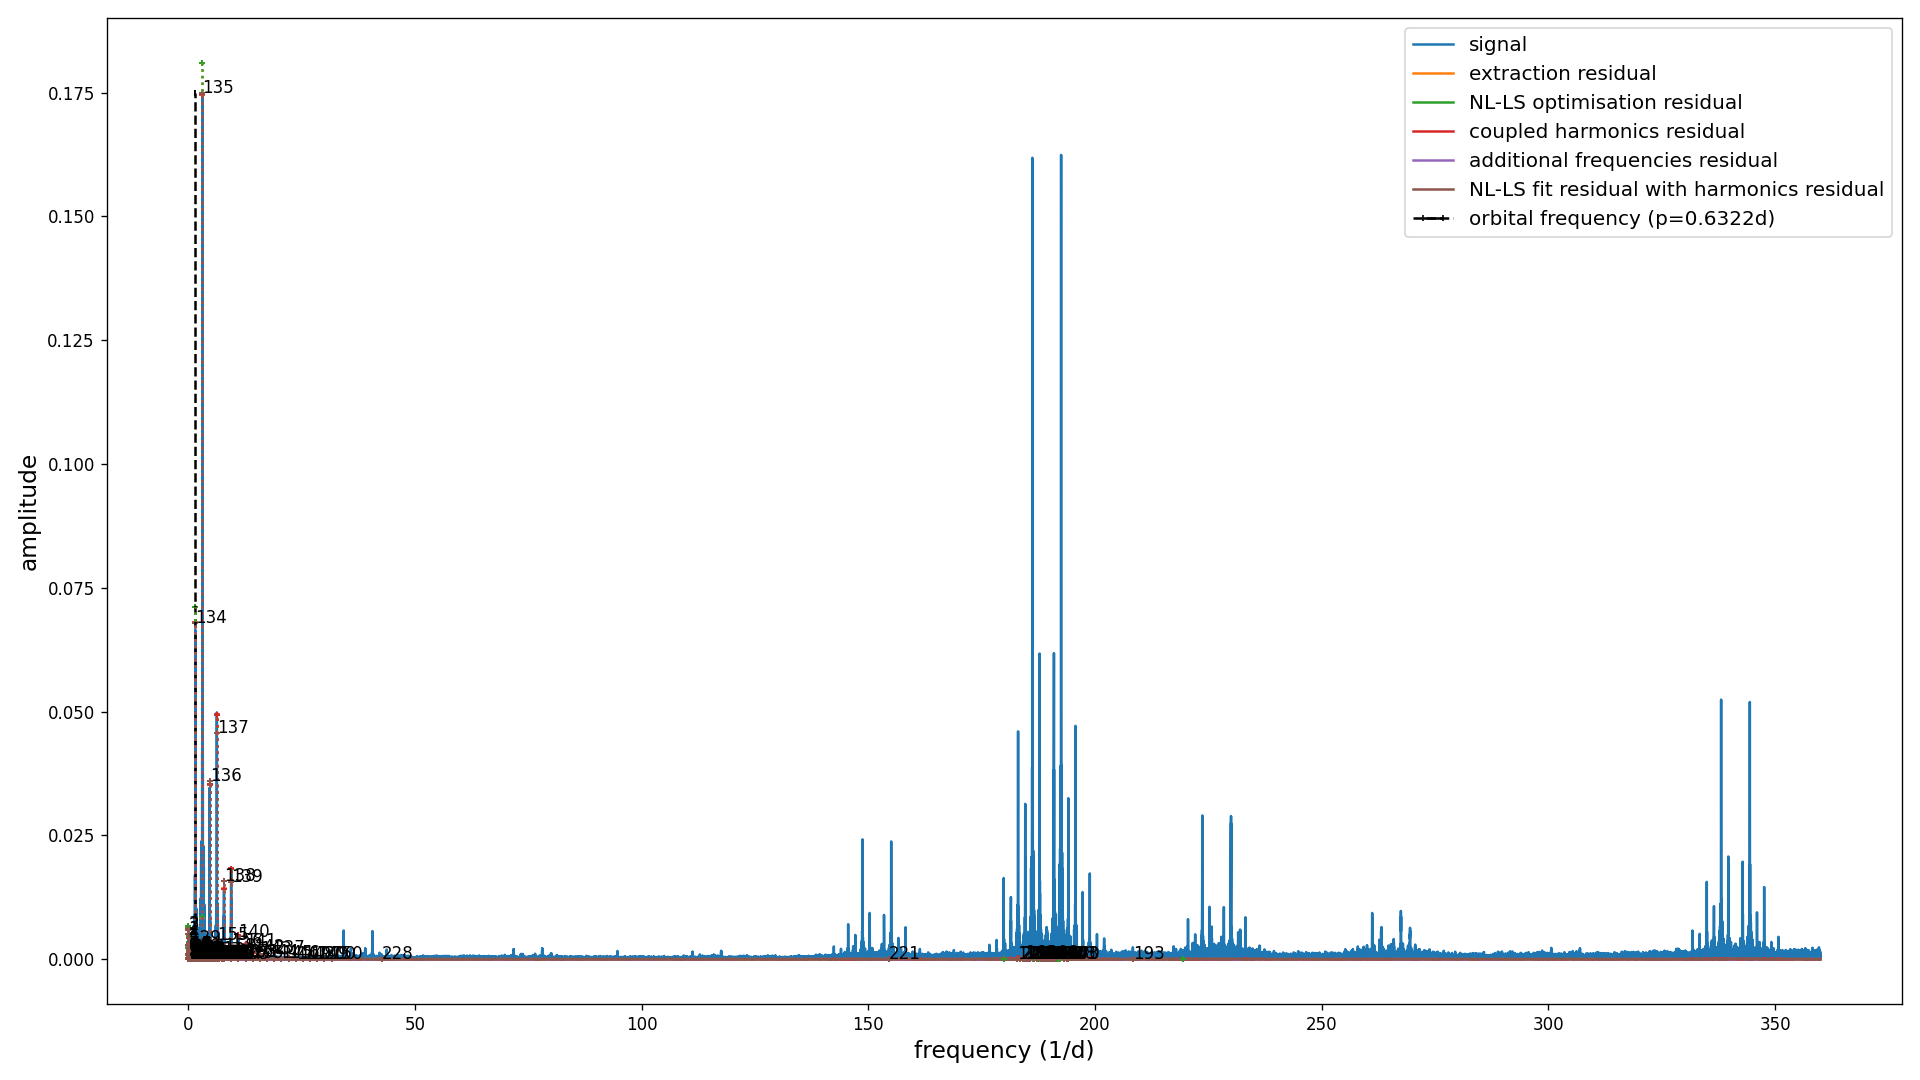 signal
extraction residual
NL-LS optimisation residual
coupled harmonics residual
additional frequencies residual
NL-LS fit residual with harmonics residual
orbital frequency (p=0.6322d)
amplitude
0.175
0.150
0.125
0.100
0.075
0.050
0.025
0.000
135
134
137
136
139
140
228
221
193
0
50
100
150
200
250
300
350
frequency (1/d)